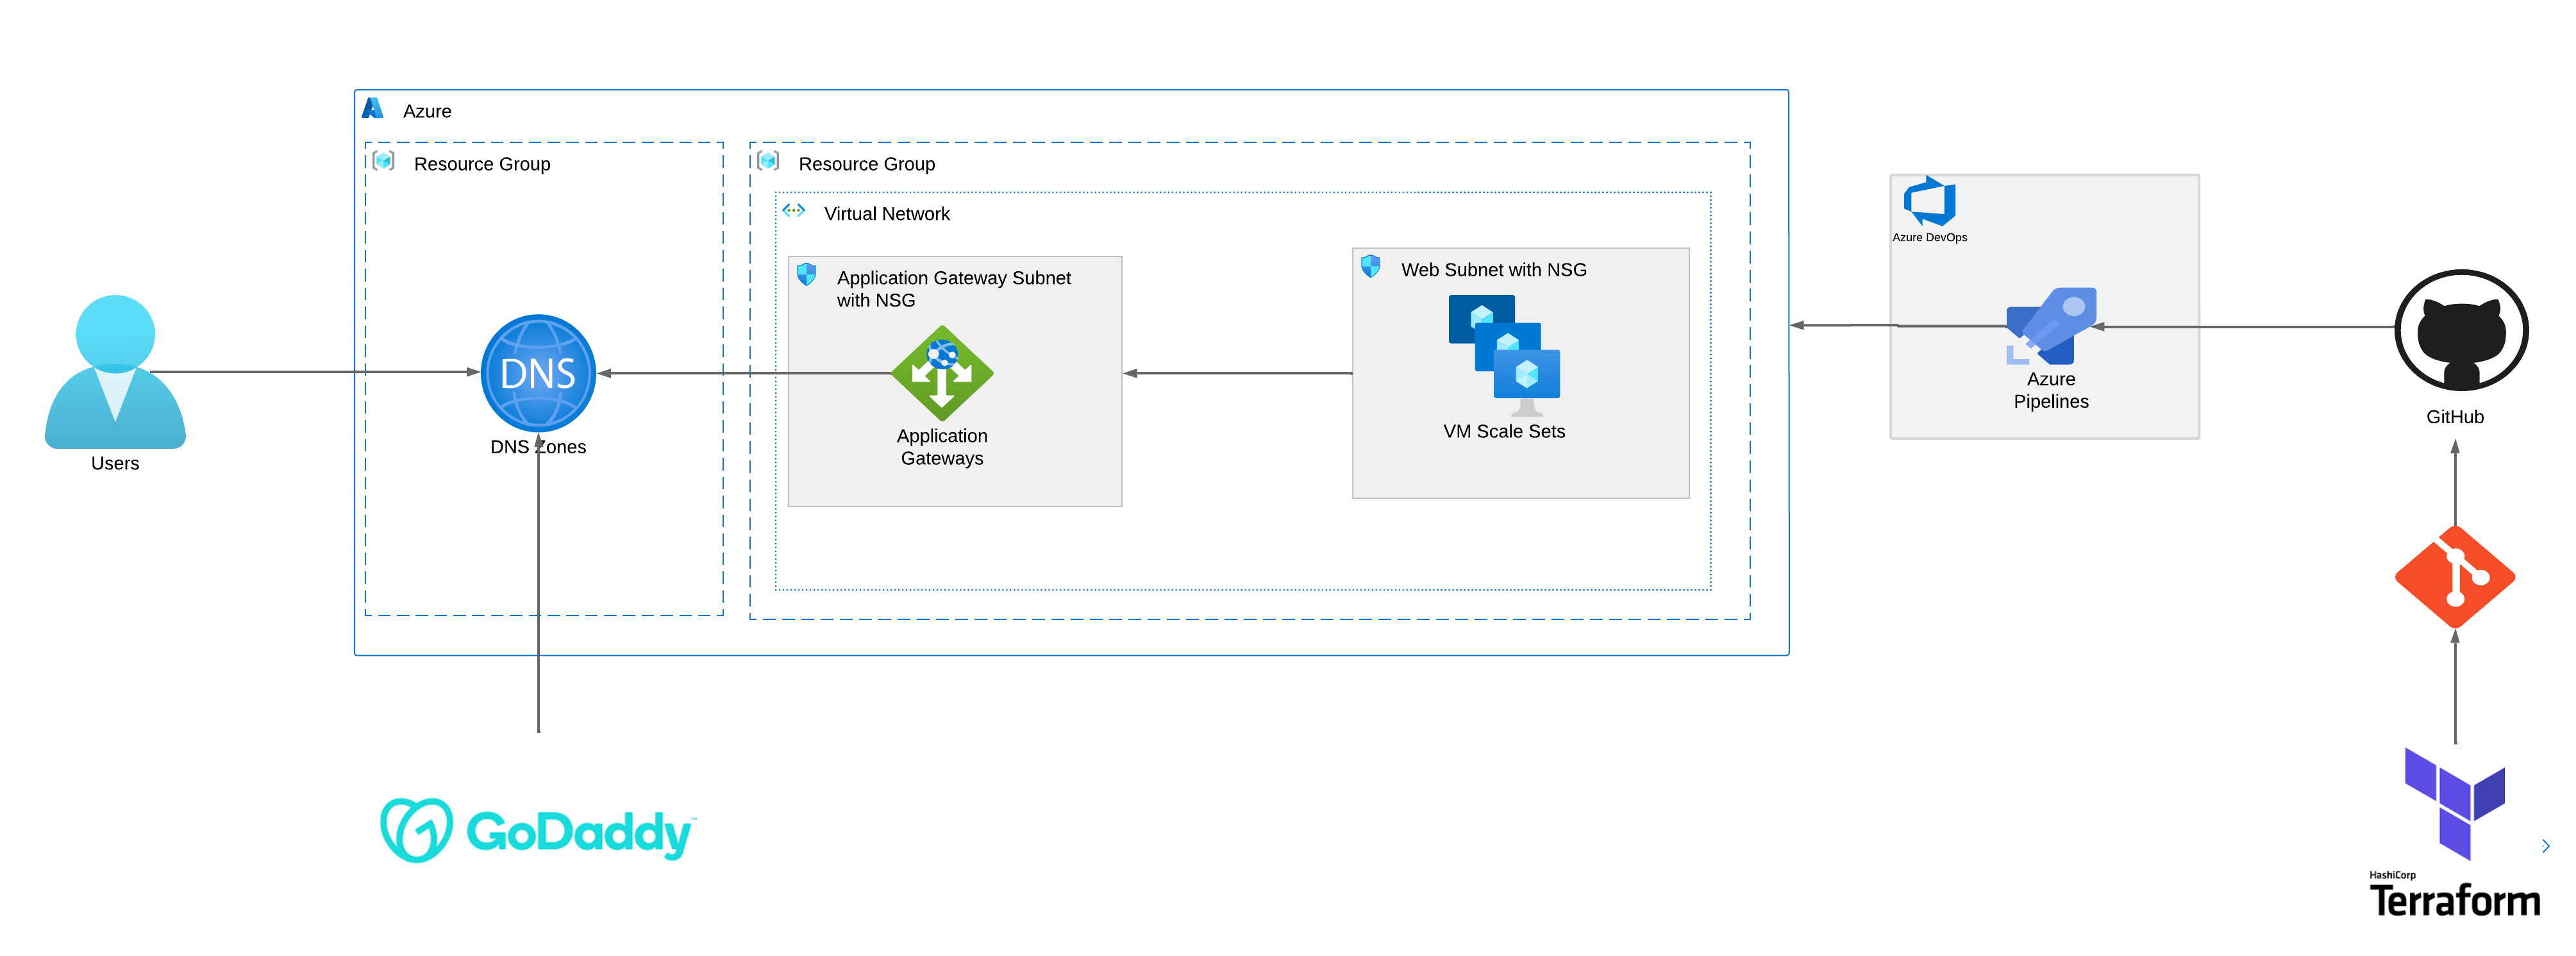 Azure
Resource Group
Resource Group
Virtual Network
Application Gateway Subnet
with NSG
Web Subnet with NSG
Azure DevOps
DNS
DNS Zones
Users
Application
Gateways
VM Scale Sets
Azure
Pipelines
GitHub
GoDaddy™
HashiCorp
Terraform